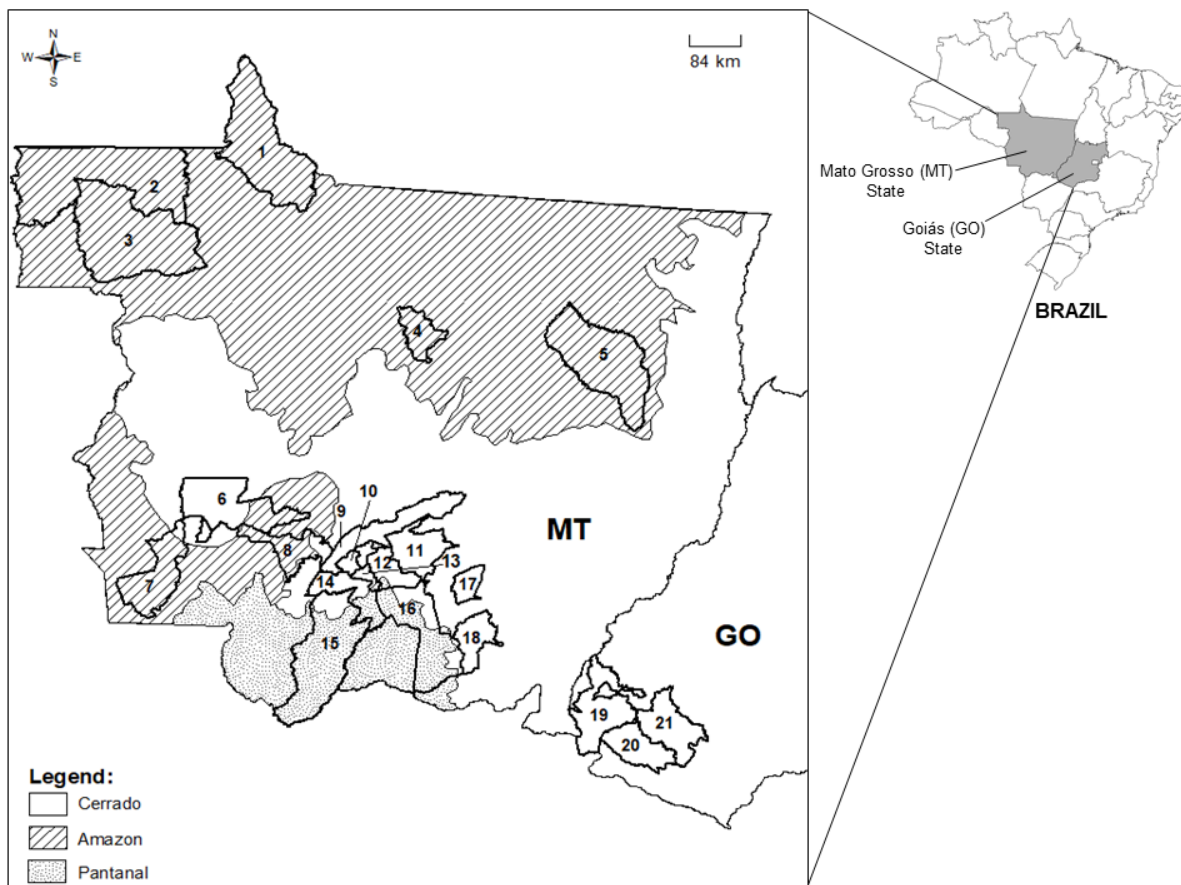 N
W E
S
84 km
1
2
3
4
5
6
7
8
9
10
11
12
13
14
15
16
17
18
19
20
21
MT
GO
Legend:
Cerrado
Amazon
Pantanal
Mato Grosso (MT)
State
Goiás (GO)
State
BRAZIL